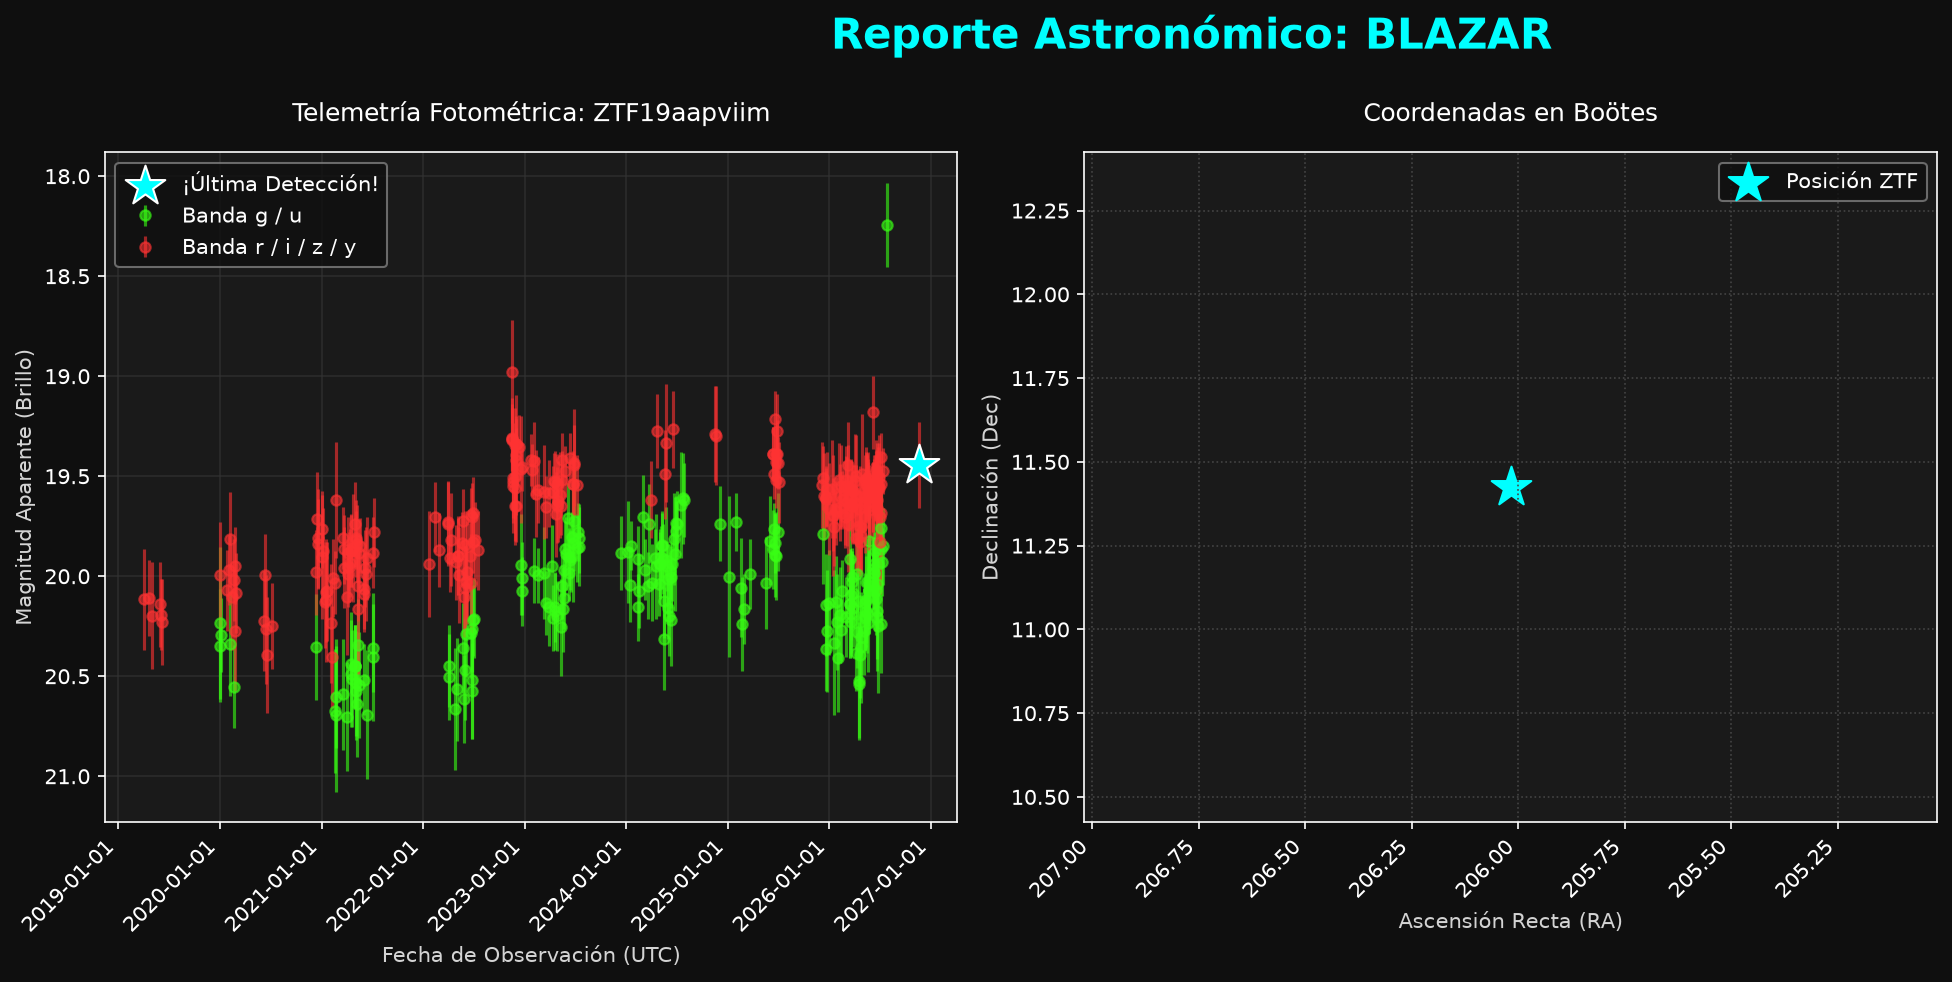 Reporte Astronómico: BLAZAR
Telemetría Fotométrica: ZTF19aapviim
¡Última Detección!
Banda g / u
Banda r / i / z / y
Magnitud Aparente (Brillo)
18.0
18.5
19.0
19.5
20.0
20.5
21.0
2019-01-01
2020-01-01
2021-01-01
2022-01-01
2023-01-01
2024-01-01
2025-01-01
2026-01-01
2027-01-01
Fecha de Observación (UTC)
Coordenadas en Boötes
Posición ZTF
Declinación (Dec)
12.25
12.00
11.75
11.50
11.25
11.00
10.75
10.50
207.00
206.75
206.50
206.25
206.00
205.75
205.50
205.25
Ascensión Recta (RA)